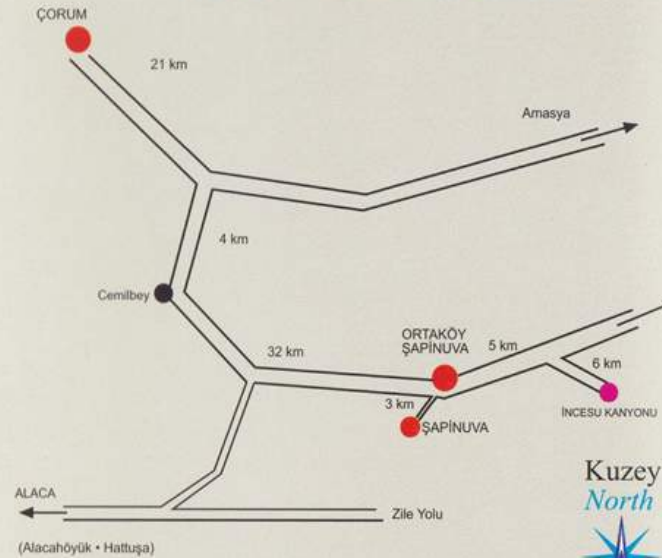 ÇORUM
21 km
Amasya
4 km
Cemilbey
32 km
ORTAKÖY
ŞAPİNUVA
5 km
6 km
3 km
ŞAPİNUVA
İNCESU KANYONU
Kuzey
North
ALACA
Zile Yolu
(Alacahöyük • Hattuşa)